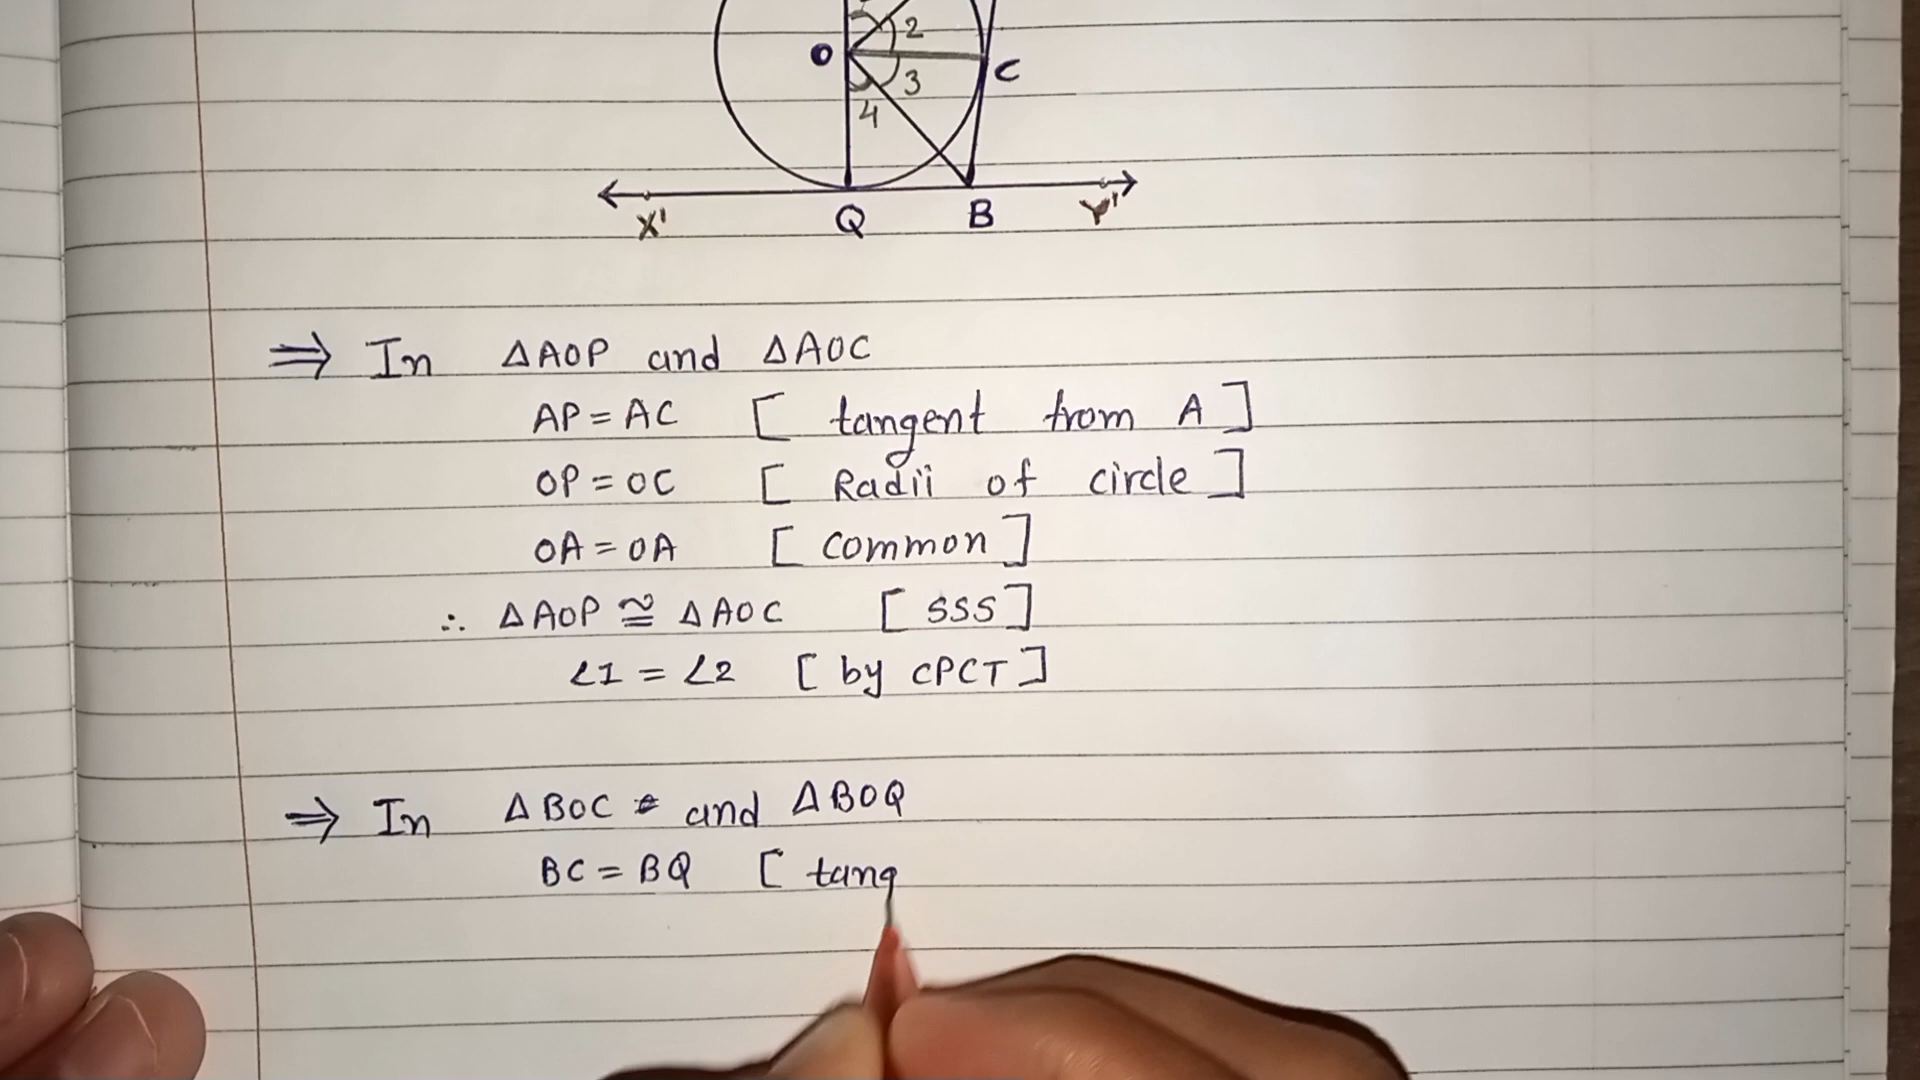 2
O
C
3
4
X' Q B Y'
⇒ In ΔAOP and ΔAOC
AP = AC [ tangent from A ]
OP = OC [ Radii of circle ]
OA = OA [ common ]
∴ ΔAOP ≅ ΔAOC [ SSS ]
∠1 = ∠2 [ by CPCT ]
⇒ In ΔBOC and ΔBOQ
BC = BQ [ tang